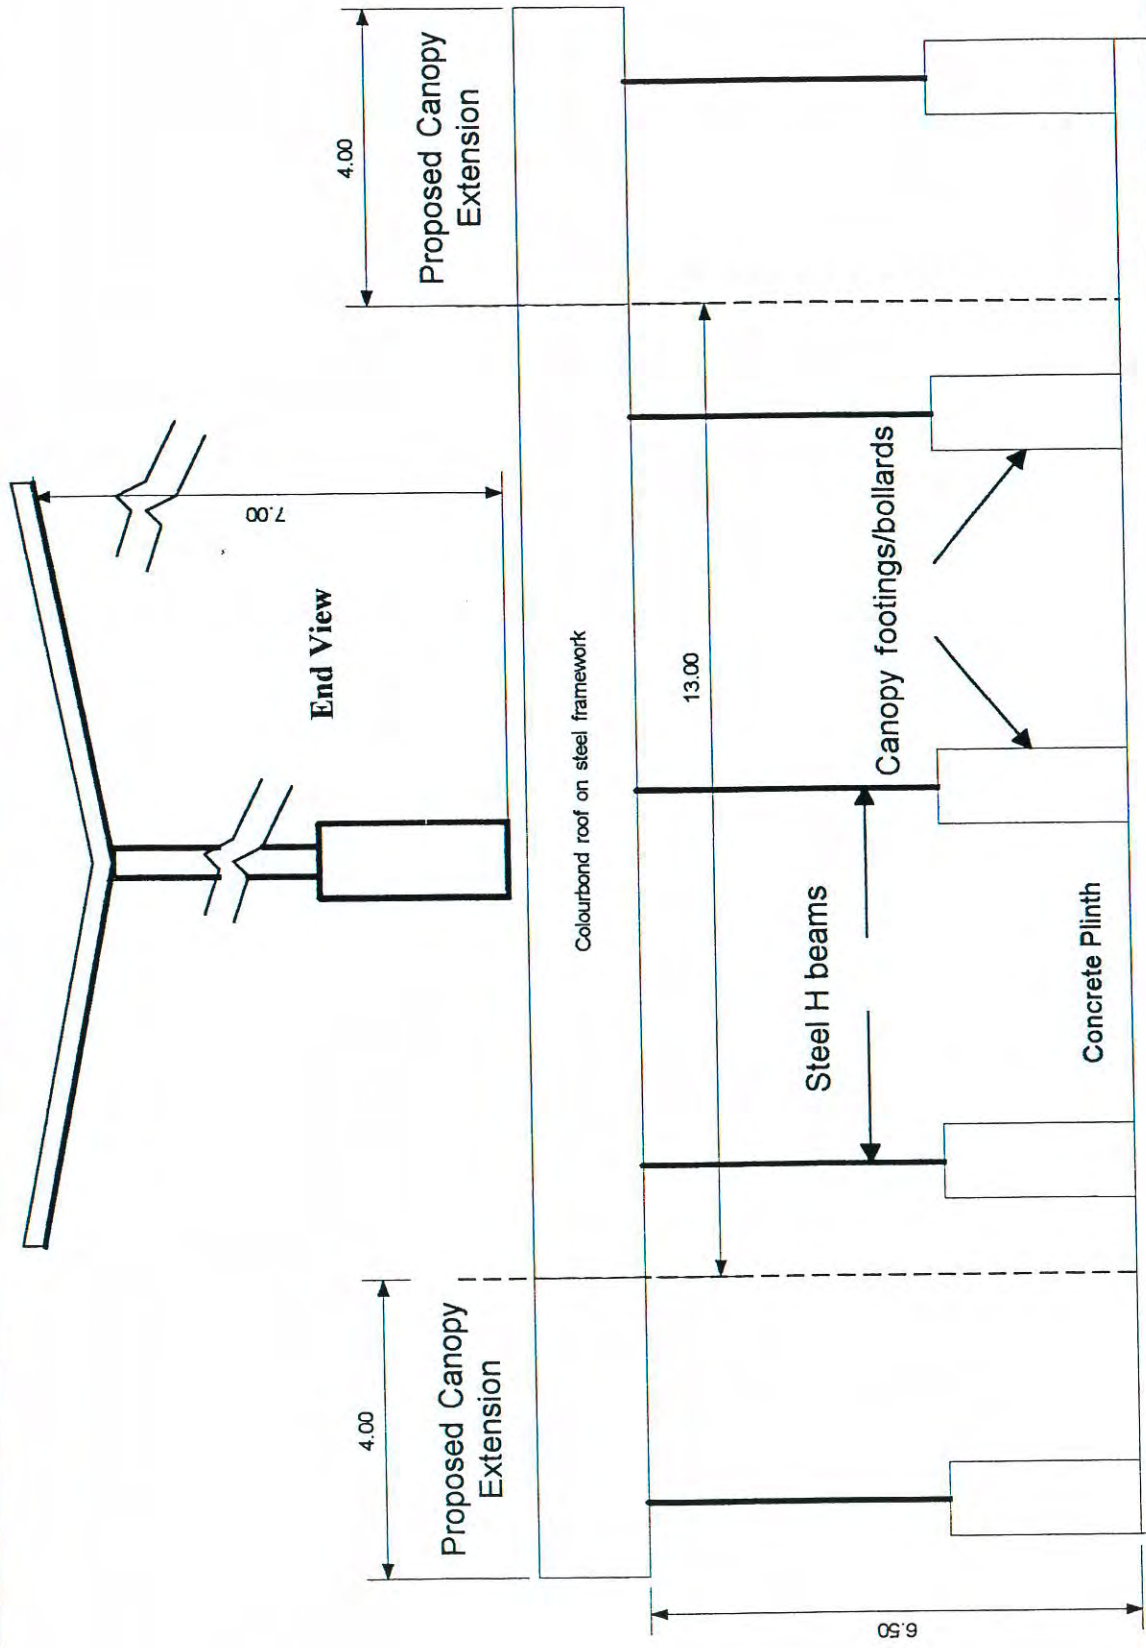 4.00
Proposed Canopy
Extension
4.00
Proposed Canopy
Extension
7.00
End View
Colourbond roof on steel framework
13.00
Steel H beams
Canopy footings/bollards
Concrete Plinth
6.50